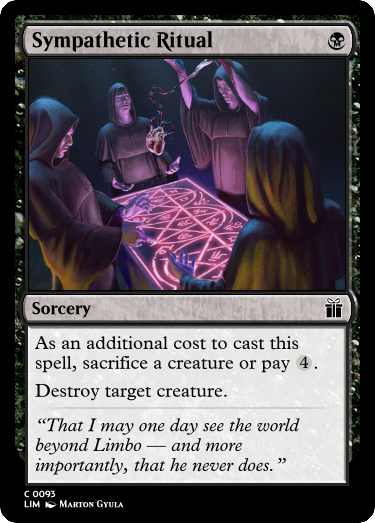 Sympathetic Ritual
Sorcery
As an additional cost to cast this
spell, sacrifice a creature or pay 4.
Destroy target creature.
“That I may one day see the world
beyond Limbo — and more
importantly, that he never does.”
C 0093
LIM Marton Gyula